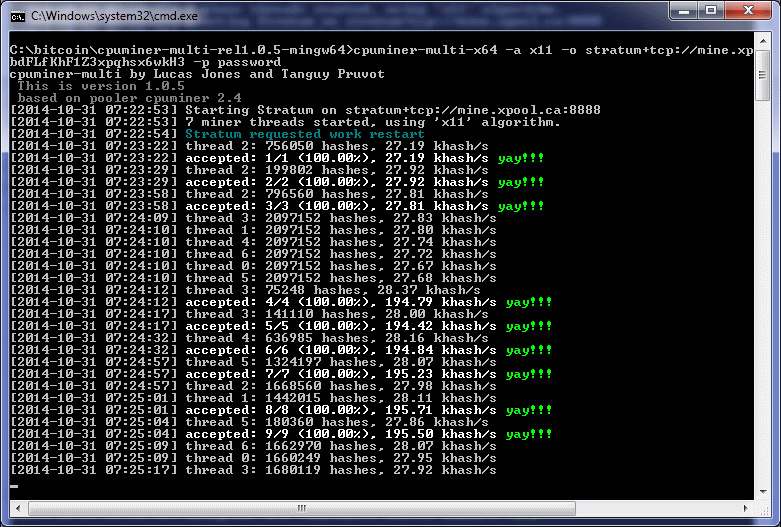 C:\Windows\system32\cmd.exe
C:\bitcoin\cpuminer-multi-rel1.0.5-mingw64>cpuminer-multi-x64 -a x11 -o stratum+tcp://mine.xp
bdFLfKhF1Z3xpqhsx6wkH3 -p password
cpuminer-multi by Lucas Jones and Tanguy Pruvot
This is version 1.0.5
based on pooler cpuminer 2.4
[2014-10-31 07:22:53] Starting Stratum on stratum+tcp://mine.xpool.ca:8888
[2014-10-31 07:22:53] 7 miner threads started, using 'x11' algorithm.
[2014-10-31 07:22:54] Stratum requested work restart
[2014-10-31 07:23:22] thread 2: 756050 hashes, 27.19 khash/s
[2014-10-31 07:23:22] accepted: 1/1 (100.00%), 27.19 khash/s yay!!!
[2014-10-31 07:23:29] thread 2: 199802 hashes, 27.92 khash/s
[2014-10-31 07:23:29] accepted: 2/2 (100.00%), 27.92 khash/s yay!!!
[2014-10-31 07:23:58] thread 2: 796560 hashes, 27.81 khash/s
[2014-10-31 07:23:58] accepted: 3/3 (100.00%), 27.81 khash/s yay!!!
[2014-10-31 07:24:09] thread 3: 2097152 hashes, 27.83 khash/s
[2014-10-31 07:24:10] thread 1: 2097152 hashes, 27.80 khash/s
[2014-10-31 07:24:10] thread 4: 2097152 hashes, 27.74 khash/s
[2014-10-31 07:24:10] thread 6: 2097152 hashes, 27.72 khash/s
[2014-10-31 07:24:10] thread 0: 2097152 hashes, 27.67 khash/s
[2014-10-31 07:24:10] thread 5: 2097152 hashes, 27.68 khash/s
[2014-10-31 07:24:12] thread 3: 75248 hashes, 28.37 khash/s
[2014-10-31 07:24:12] accepted: 4/4 (100.00%), 194.79 khash/s yay!!!
[2014-10-31 07:24:17] thread 3: 141110 hashes, 28.00 khash/s
[2014-10-31 07:24:17] accepted: 5/5 (100.00%), 194.42 khash/s yay!!!
[2014-10-31 07:24:32] thread 4: 636985 hashes, 28.16 khash/s
[2014-10-31 07:24:32] accepted: 6/6 (100.00%), 194.84 khash/s yay!!!
[2014-10-31 07:24:57] thread 5: 1324197 hashes, 28.07 khash/s
[2014-10-31 07:24:57] accepted: 7/7 (100.00%), 195.23 khash/s yay!!!
[2014-10-31 07:24:57] thread 2: 1668560 hashes, 27.98 khash/s
[2014-10-31 07:25:01] thread 1: 1442015 hashes, 28.11 khash/s
[2014-10-31 07:25:01] accepted: 8/8 (100.00%), 195.71 khash/s yay!!!
[2014-10-31 07:25:04] thread 5: 180360 hashes, 27.86 khash/s
[2014-10-31 07:25:04] accepted: 9/9 (100.00%), 195.50 khash/s yay!!!
[2014-10-31 07:25:09] thread 6: 1662970 hashes, 28.07 khash/s
[2014-10-31 07:25:09] thread 0: 1660249 hashes, 27.95 khash/s
[2014-10-31 07:25:17] thread 3: 1680119 hashes, 27.92 khash/s